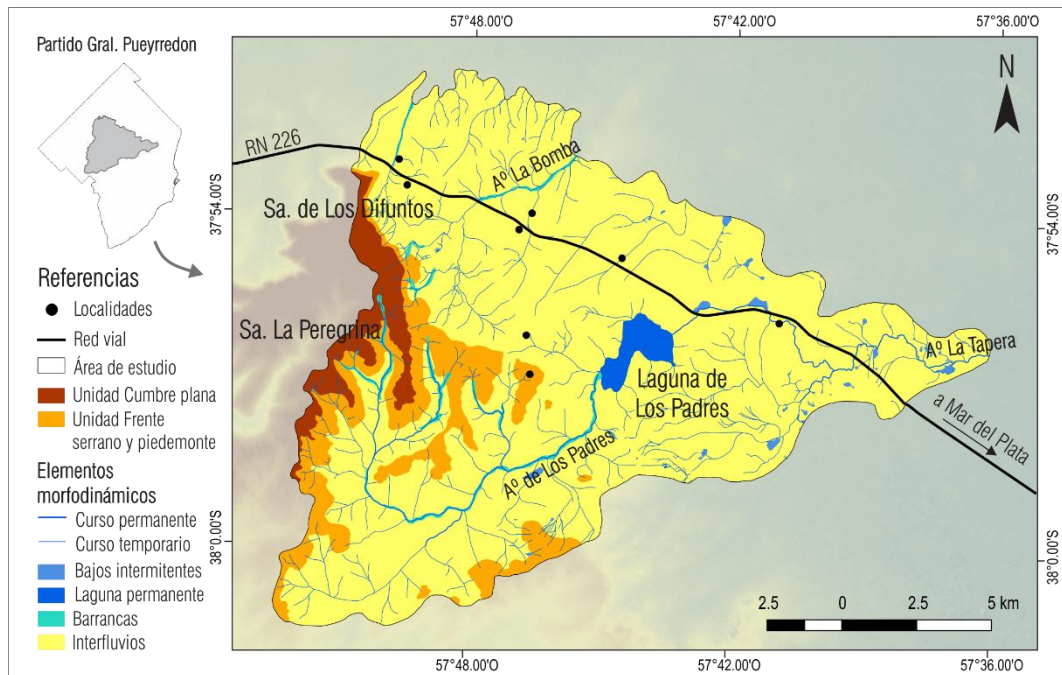 Partido Gral. Pueyrredon
Referencias
Localidades
Red vial
Área de estudio
Unidad Cumbre plana
Unidad Frente
serrano y piedemonte
Elementos
morfodinámicos
Curso permanente
Curso temporario
Bajos intermitentes
Laguna permanente
Barrancas
Interfluvios
57°48.00'O
57°42.00'O
57°36.00'O
N
RN 226
Aº La Bomba
37°54.00'S
37°54.00'S
Sa. de Los Difuntos
Sa. La Peregrina
Aº La Tapera
Laguna de
Los Padres
a Mar del Plata
Aº de Los Padres
38°0.00'S
38°0.00'S
2.5
0
2.5
5 km
57°48.00'O
57°42.00'O
57°36.00'O